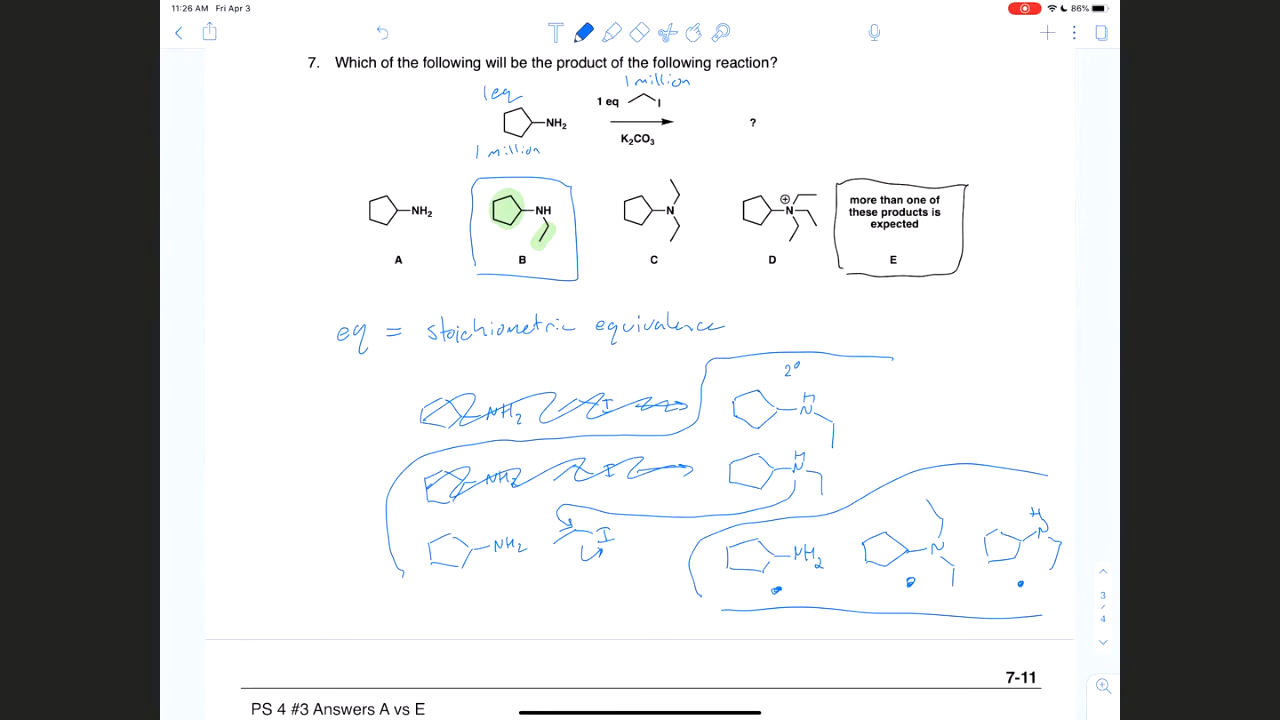 11:26 AM Fri Apr 3
86%
7. Which of the following will be the product of the following reaction?
1eq
1 million
1 eq
I
NH2
K2CO3
?
1 million
NH2
NH
N
N
more than one of
these products is
expected
A
B
C
D
E
eq = stoichiometric equivalence
2°
NH2
I
H
N
NH2
I
H
N
NH2
I
NH2
N
H
N
3
/
4
7-11
PS 4 #3 Answers A vs E